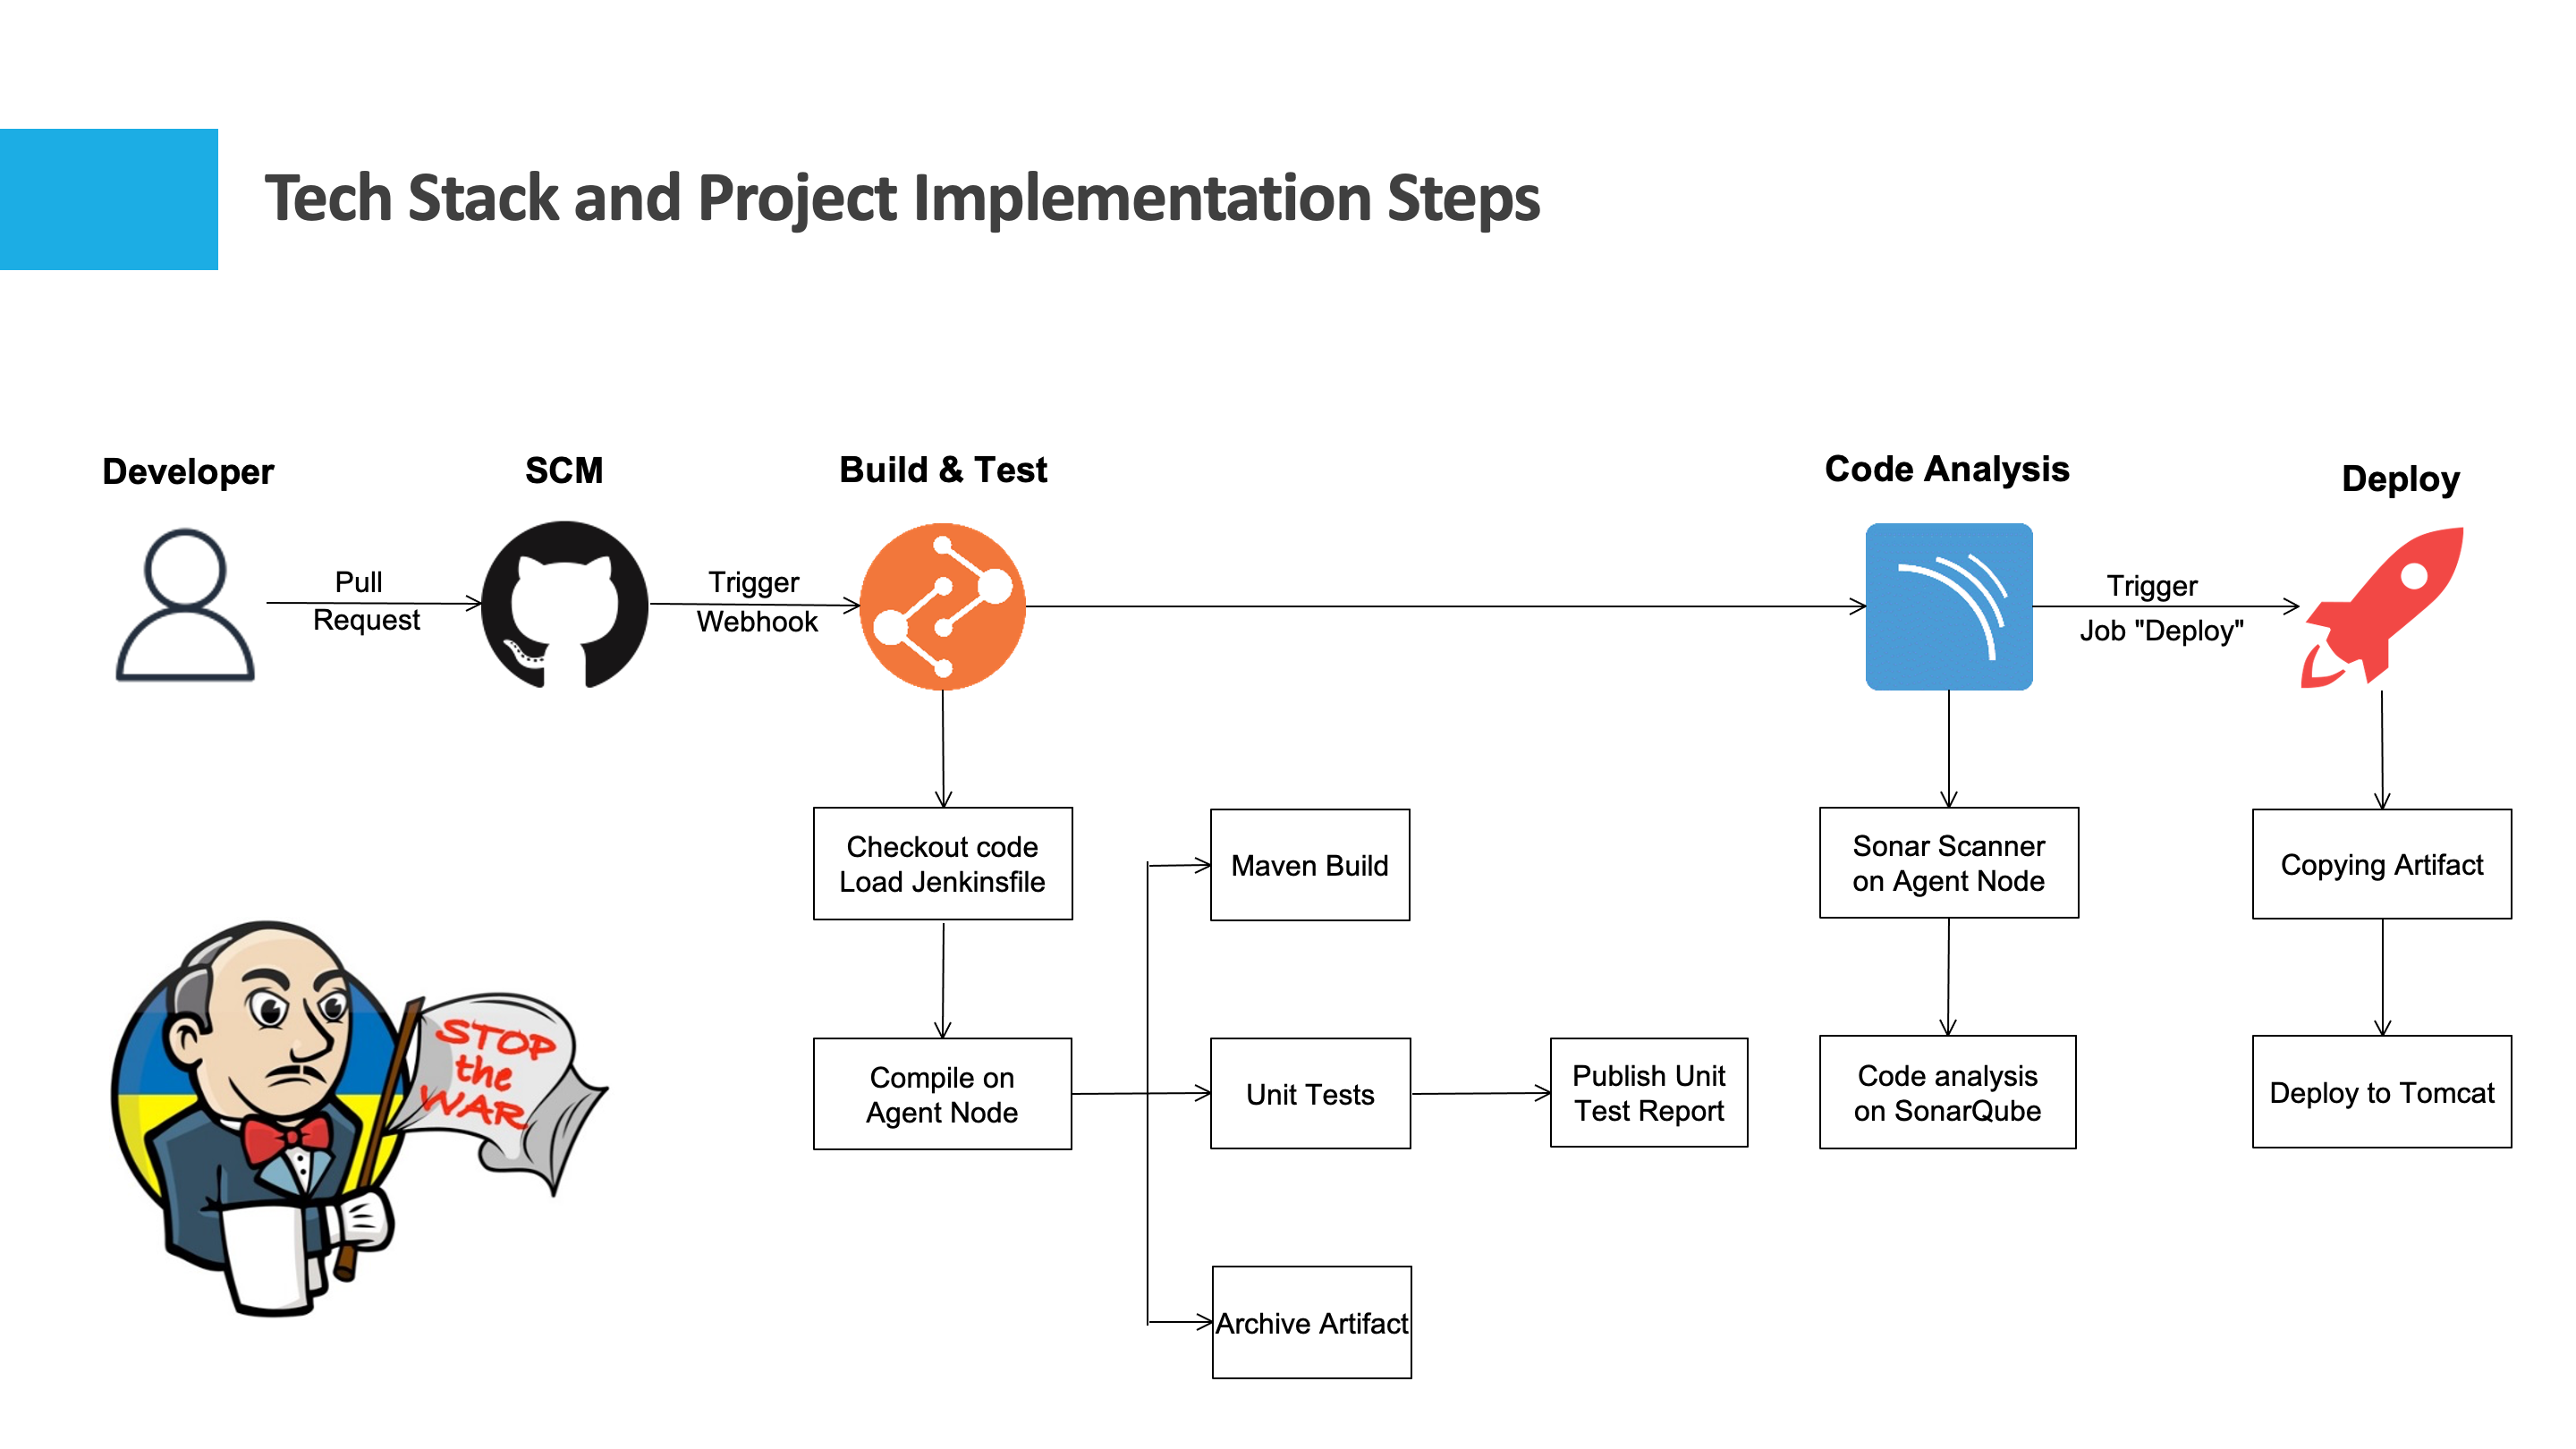 Tech Stack and Project Implementation Steps
Developer
SCM
Build & Test
Code Analysis
Deploy
Pull
Request
Trigger
Webhook
Trigger
Job "Deploy"
Checkout code
Load Jenkinsfile
Maven Build
Sonar Scanner
on Agent Node
Copying Artifact
STOP
the
WAR
Compile on
Agent Node
Unit Tests
Publish Unit
Test Report
Code analysis
on SonarQube
Deploy to Tomcat
Archive Artifact